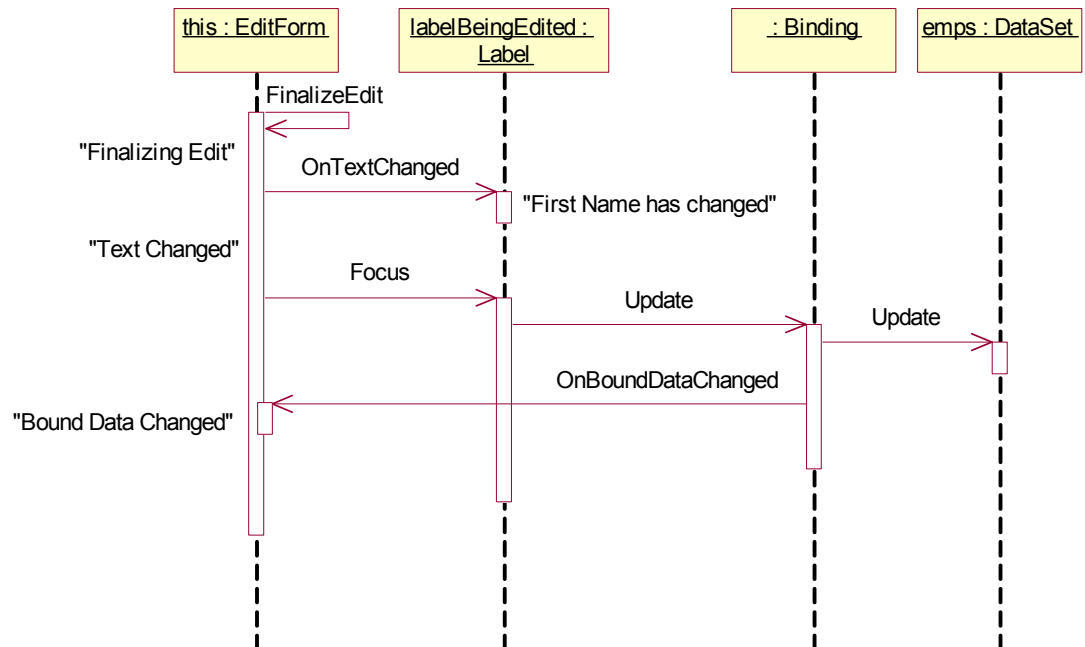 this : EditForm
labelBeingEdited :
Label
: Binding
emps : DataSet
FinalizeEdit
"Finalizing Edit"
OnTextChanged
"First Name has changed"
"Text Changed"
Focus
Update
Update
OnBoundDataChanged
"Bound Data Changed"